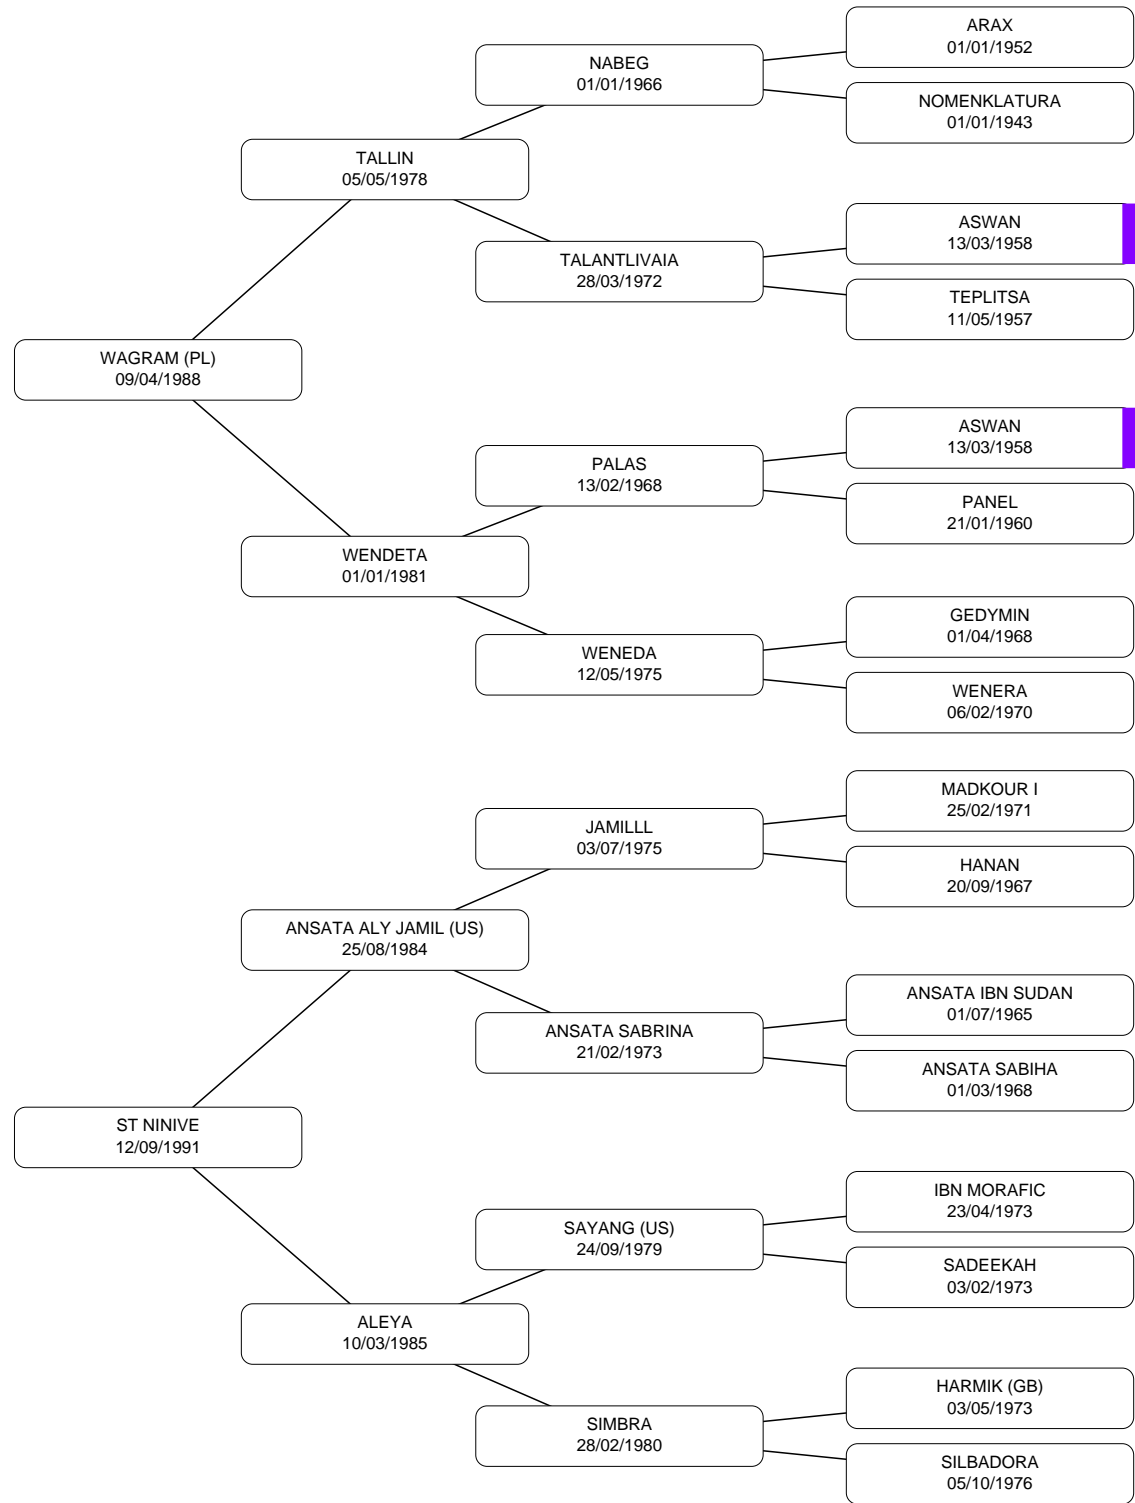 ARAX
01/01/1952
NABEG
01/01/1966
NOMENKLATURA
01/01/1943
TALLIN
05/05/1978
ASWAN
13/03/1958
TALANTLIVAIA
28/03/1972
TEPLITSA
11/05/1957
WAGRAM (PL)
09/04/1988
ASWAN
13/03/1958
PALAS
13/02/1968
PANEL
21/01/1960
WENDETA
01/01/1981
GEDYMIN
01/04/1968
WENEDA
12/05/1975
WENERA
06/02/1970
MADKOUR I
25/02/1971
JAMILLL
03/07/1975
HANAN
20/09/1967
ANSATA ALY JAMIL (US)
25/08/1984
ANSATA IBN SUDAN
01/07/1965
ANSATA SABRINA
21/02/1973
ANSATA SABIHA
01/03/1968
ST NINIVE
12/09/1991
IBN MORAFIC
23/04/1973
SAYANG (US)
24/09/1979
SADEEKAH
03/02/1973
ALEYA
10/03/1985
HARMIK (GB)
03/05/1973
SIMBRA
28/02/1980
SILBADORA
05/10/1976